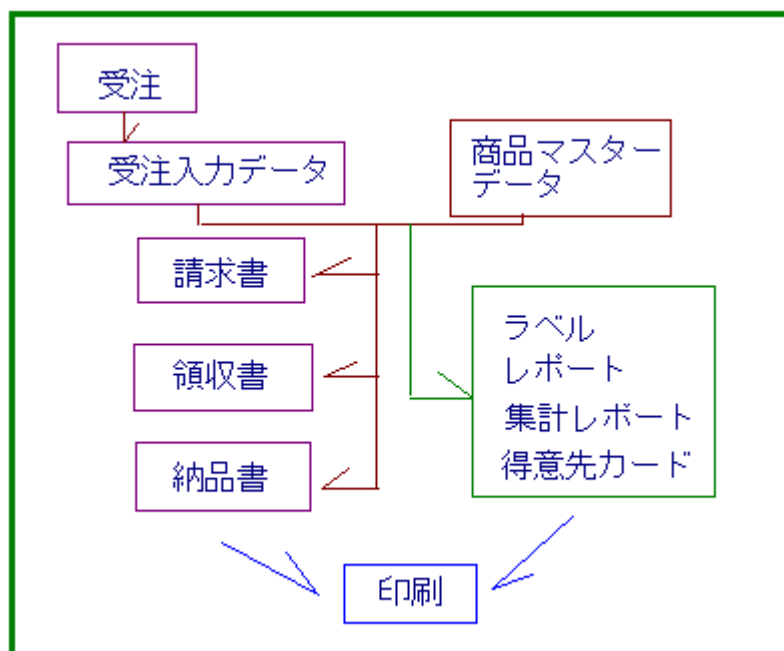 受注
受注入力データ
商品マスター
データ
請求書
領収書
納品書
ラベル
レポート
集計レポート
得意先カード
印刷